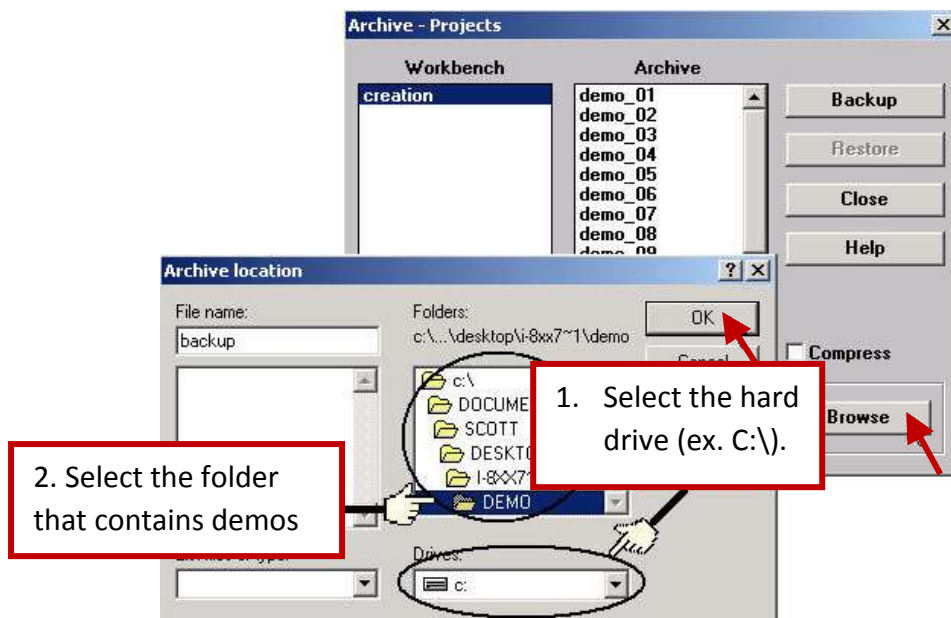 Archive - Projects
Workbench
Archive
creation
demo_01
demo_02
demo_03
demo_04
demo_05
demo_06
demo_07
demo_08
Backup
Restore
Close
Help
Compress
Browse
Archive location
File name:
backup
Folders:
c:\...\desktop\i-8xx7~1\demo
OK
c:\
DOCUME
SCOTT
DESKTO
I-8XX7~
DEMO
1. Select the hard
drive (ex. C:\).
2. Select the folder
that contains demos
Drives:
c: